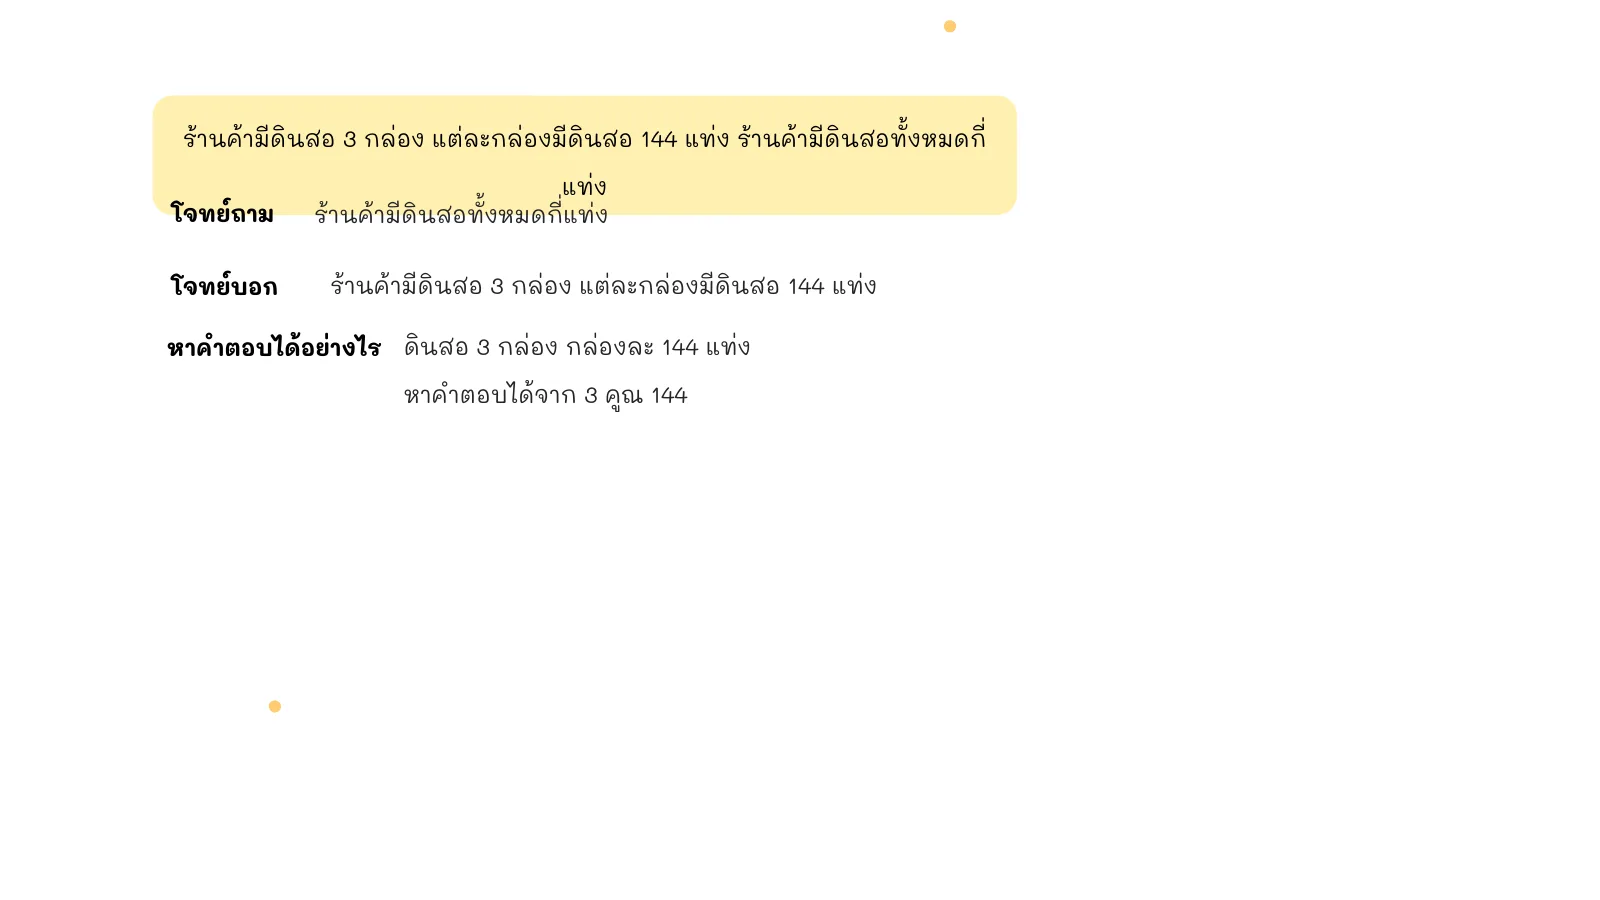 ร้านค้ามีดินสอ 3 กล่อง แต่ละกล่องมีดินสอ 144 แท่ง ร้านค้ามีดินสอทั้งหมดกี่
แท่ง
โจทย์ถาม ร้านค้ามีดินสอทั้งหมดกี่แท่ง
โจทย์บอก ร้านค้ามีดินสอ 3 กล่อง แต่ละกล่องมีดินสอ 144 แท่ง
หาคำตอบได้อย่างไร ดินสอ 3 กล่อง กล่องละ 144 แท่ง
หาคำตอบได้จาก 3 คูณ 144